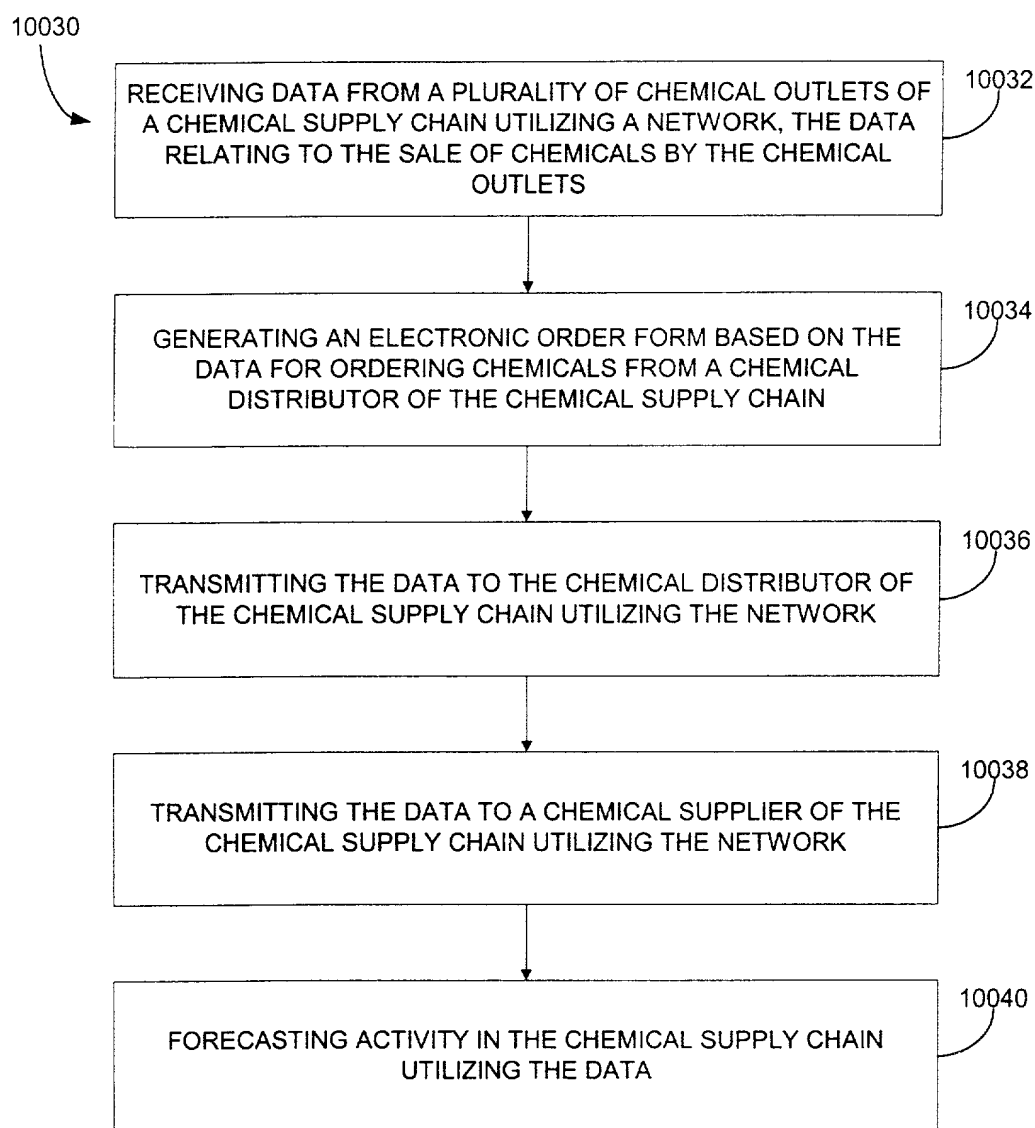 10030
10032
RECEIVING DATA FROM A PLURALITY OF CHEMICAL OUTLETS OF
A CHEMICAL SUPPLY CHAIN UTILIZING A NETWORK, THE DATA
RELATING TO THE SALE OF CHEMICALS BY THE CHEMICAL
OUTLETS
10034
GENERATING AN ELECTRONIC ORDER FORM BASED ON THE
DATA FOR ORDERING CHEMICALS FROM A CHEMICAL
DISTRIBUTOR OF THE CHEMICAL SUPPLY CHAIN
10036
TRANSMITTING THE DATA TO THE CHEMICAL DISTRIBUTOR OF
THE CHEMICAL SUPPLY CHAIN UTILIZING THE NETWORK
10038
TRANSMITTING THE DATA TO A CHEMICAL SUPPLIER OF THE
CHEMICAL SUPPLY CHAIN UTILIZING THE NETWORK
10040
FORECASTING ACTIVITY IN THE CHEMICAL SUPPLY CHAIN
UTILIZING THE DATA